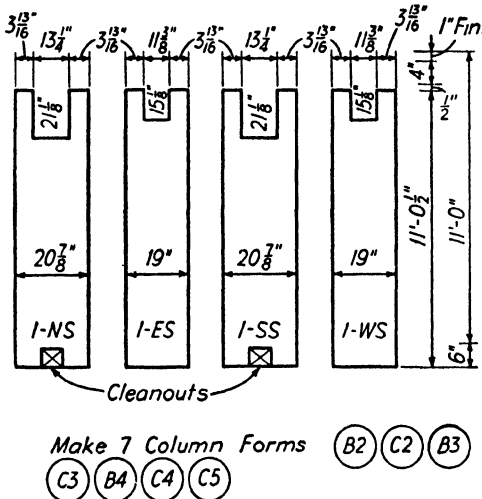 3 13/16" 13 1/4" 3 13/16" 11 3/8" 3 13/16" 13 1/4" 3 13/16" 11 3/8" 3 13/16" 1" Fin.
4"
1/2"
21 1/8" 15 1/8" 21 1/8" 15 1/8"
11'-0 1/2" 11'-0"
20 7/8" 19" 20 7/8" 19"
1-NS 1-ES 1-SS 1-WS
6"
Cleanouts
Make 7 Column Forms B2 C2 B3
C3 B4 C4 C5